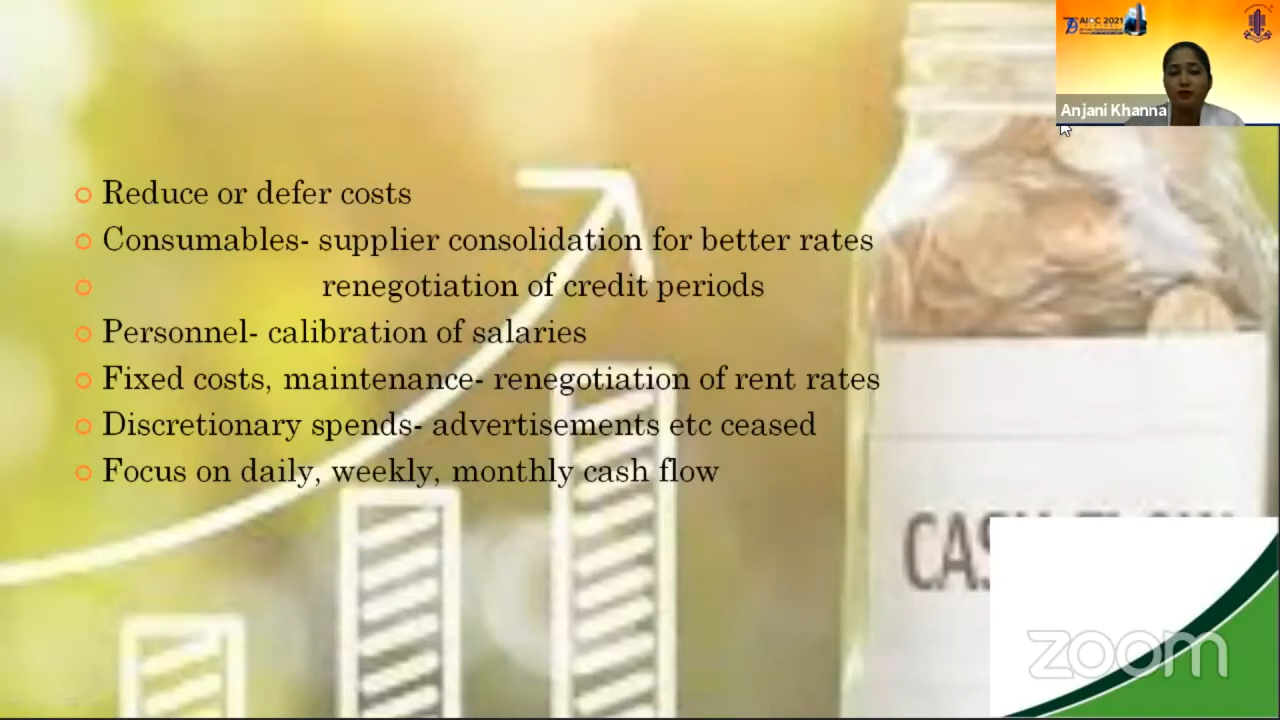 AIOC 2021
Anjani Khanna
Reduce or defer costs
Consumables- supplier consolidation for better rates
renegotiation of credit periods
Personnel- calibration of salaries
Fixed costs, maintenance- renegotiation of rent rates
Discretionary spends- advertisements etc ceased
Focus on daily, weekly, monthly cash flow
zoom